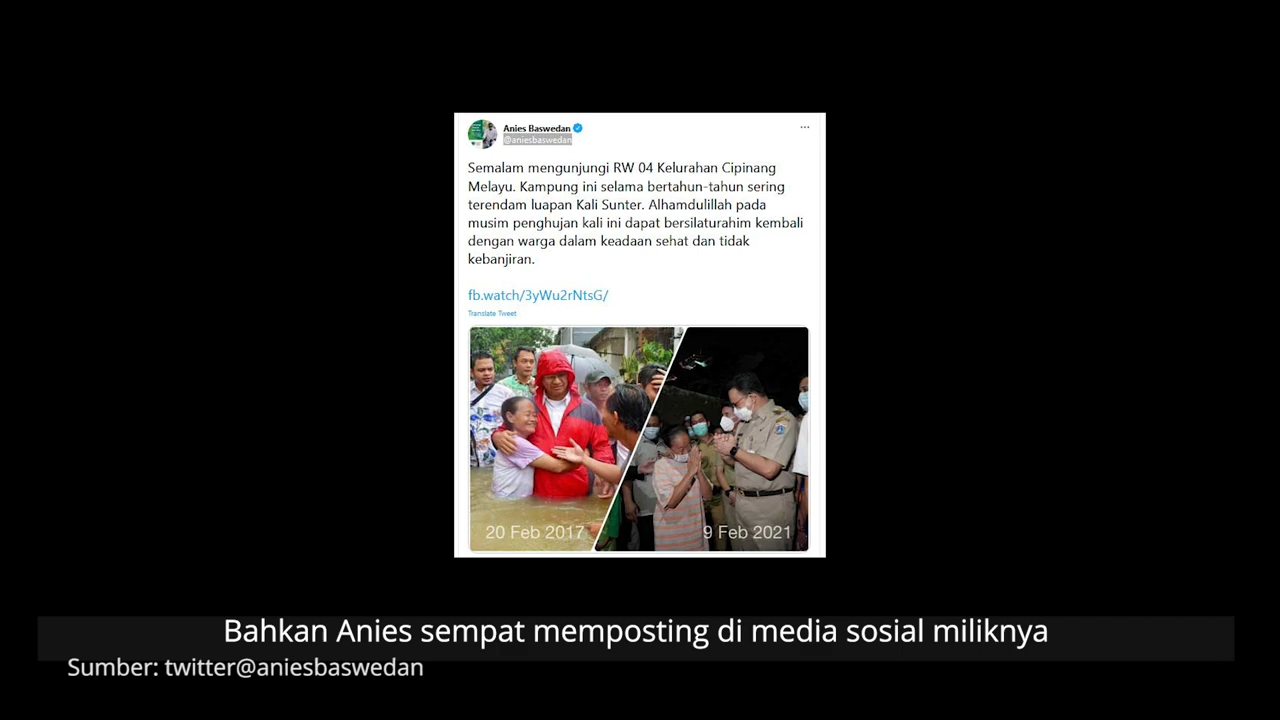 Anies Baswedan
@aniesbaswedan
Semalam mengunjungi RW 04 Kelurahan Cipinang
Melayu. Kampung ini selama bertahun-tahun sering
terendam luapan Kali Sunter. Alhamdulillah pada
musim penghujan kali ini dapat bersilaturahim kembali
dengan warga dalam keadaan sehat dan tidak
kebanjiran.
fb.watch/3yWu2rNtsG/
Translate Tweet
20 Feb 2017
9 Feb 2021
Bahkan Anies sempat memposting di media sosial miliknya
Sumber: twitter@aniesbaswedan